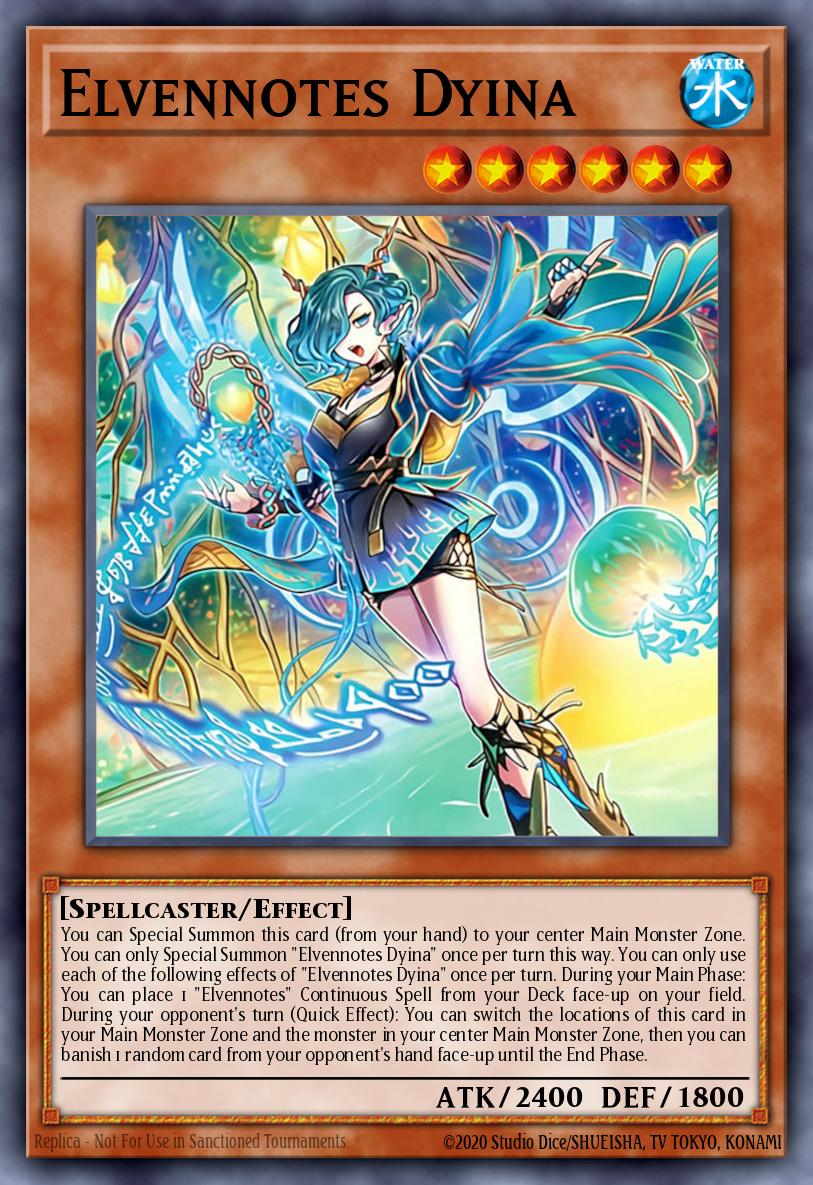 Elvennotes Dyina
WATER
水
[Spellcaster/Effect]
You can Special Summon this card (from your hand) to your center Main Monster Zone.
You can only Special Summon "Elvennotes Dyina" once per turn this way. You can only use
each of the following effects of "Elvennotes Dyina" once per turn. During your Main Phase:
You can place 1 "Elvennotes" Continuous Spell from your Deck face-up on your field.
During your opponent's turn (Quick Effect): You can switch the locations of this card in
your Main Monster Zone and the monster in your center Main Monster Zone, then you can
banish 1 random card from your opponent's hand face-up until the End Phase.
ATK/2400 DEF/1800
Replica - Not For Use in Sanctioned Tournaments.
©2020 Studio Dice/SHUEISHA, TV TOKYO, KONAMI